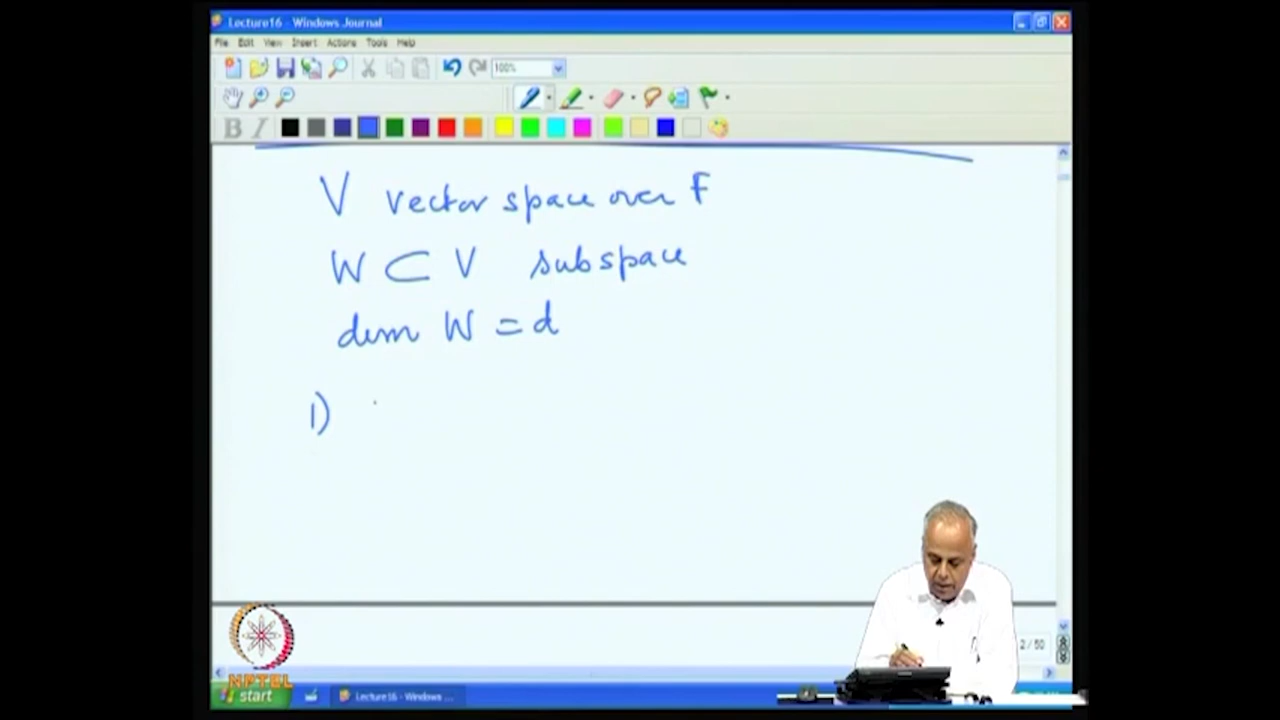 Lecture16 - Windows Journal
File Edit View Insert Actions Tools Help
100%
B I
V vector space over F
W ⊂ V subspace
dim W = d
1)
2 / 50
NPTEL
start Lecture16 - Windows ...